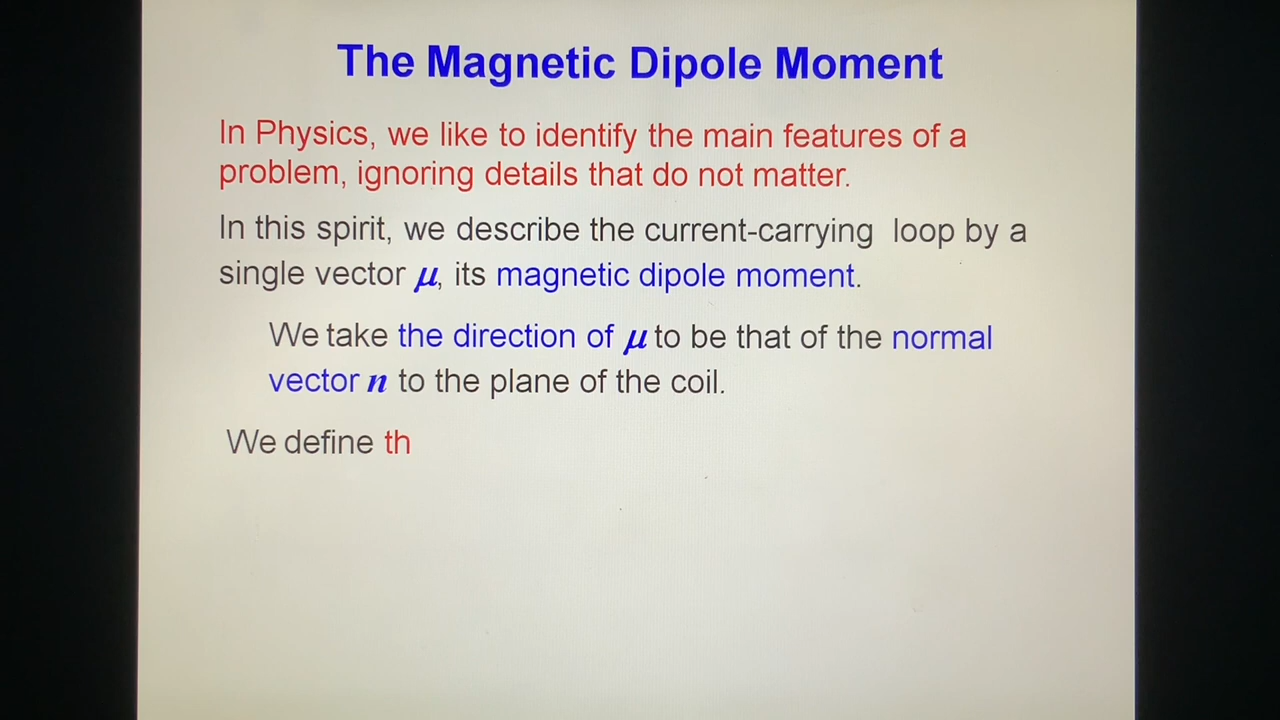 The Magnetic Dipole Moment
In Physics, we like to identify the main features of a
problem, ignoring details that do not matter.
In this spirit, we describe the current-carrying loop by a
single vector μ, its magnetic dipole moment.
We take the direction of μ to be that of the normal
vector n to the plane of the coil.
We define th